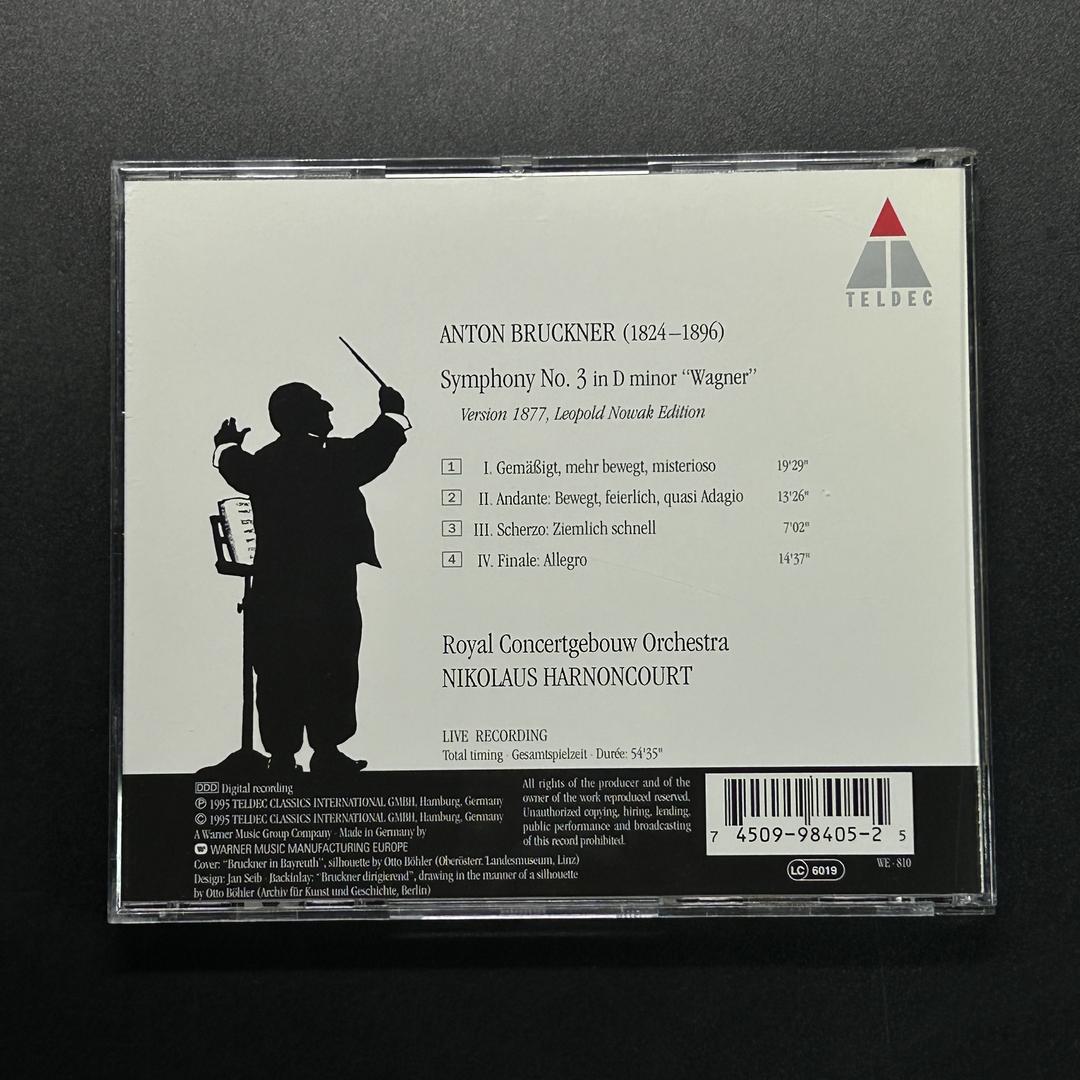 TELDEC
ANTON BRUCKNER (1824–1896)
Symphony No. 3 in D minor “Wagner”
Version 1877, Leopold Nowak Edition
1 I. Gemäßigt, mehr bewegt, misterioso 19'29"
2 II. Andante: Bewegt, feierlich, quasi Adagio 13'26"
3 III. Scherzo: Ziemlich schnell 7'02"
4 IV. Finale: Allegro 14'37"
Royal Concertgebouw Orchestra
NIKOLAUS HARNONCOURT
LIVE RECORDING
Total timing · Gesamtspielzeit · Durée: 54'35"
DDD Digital recording
℗ 1995 TELDEC CLASSICS INTERNATIONAL GMBH, Hamburg, Germany
© 1995 TELDEC CLASSICS INTERNATIONAL GMBH, Hamburg, Germany
A Warner Music Group Company · Made in Germany by
WARNER MUSIC MANUFACTURING EUROPE
Cover: “Bruckner in Bayreuth”, silhouette by Otto Böhler (Oberösterr. Landesmuseum, Linz)
Design: Jan Seib · Backinlay: “Bruckner dirigierend”, drawing in the manner of a silhouette
by Otto Böhler (Archiv für Kunst und Geschichte, Berlin)
All rights of the producer and of the
owner of the work reproduced reserved.
Unauthorized copying, hiring, lending,
public performance and broadcasting
of this record prohibited.
7 4509-98405-2 5
LC 6019
WE · 810